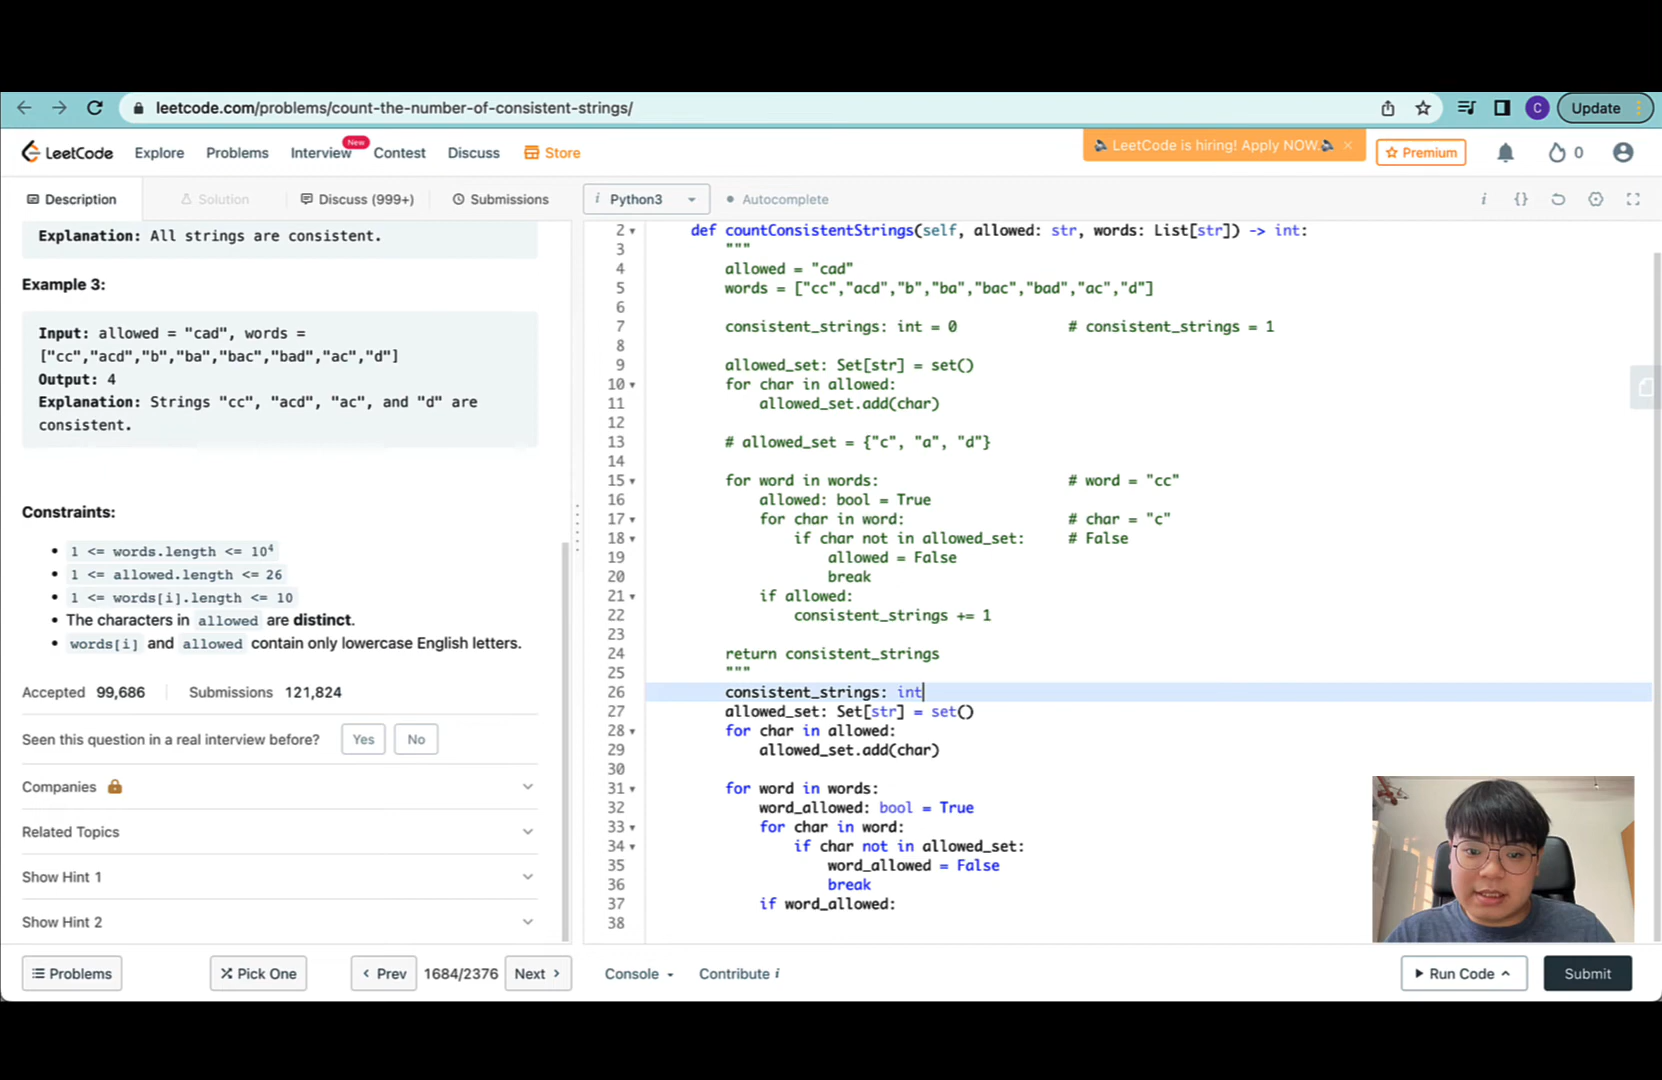 leetcode.com/problems/count-the-number-of-consistent-strings/
C
Update
LeetCode
Explore
Problems
Interview
New
Contest
Discuss
Store
LeetCode is hiring! Apply NOW.
×
Premium
0
Description
Solution
Discuss (999+)
Submissions
i Python3
Autocomplete
i
{}
Explanation: All strings are consistent.
Example 3:
Input: allowed = "cad", words =
["cc","acd","b","ba","bac","bad","ac","d"]
Output: 4
Explanation: Strings "cc", "acd", "ac", and "d" are
consistent.
Constraints:
1 <= words.length <= 10⁴
1 <= allowed.length <= 26
1 <= words[i].length <= 10
The characters in allowed are distinct.
words[i] and allowed contain only lowercase English letters.
Accepted 99,686
Submissions 121,824
Seen this question in a real interview before?
Yes
No
Companies
Related Topics
Show Hint 1
Show Hint 2
2 def countConsistentStrings(self, allowed: str, words: List[str]) -> int:
3 """
4 allowed = "cad"
5 words = ["cc","acd","b","ba","bac","bad","ac","d"]
6
7 consistent_strings: int = 0 # consistent_strings = 1
8
9 allowed_set: Set[str] = set()
10 for char in allowed:
11 allowed_set.add(char)
12
13 # allowed_set = {"c", "a", "d"}
14
15 for word in words: # word = "cc"
16 allowed: bool = True
17 for char in word: # char = "c"
18 if char not in allowed_set: # False
19 allowed = False
20 break
21 if allowed:
22 consistent_strings += 1
23
24 return consistent_strings
25 """
26 consistent_strings: int
27 allowed_set: Set[str] = set()
28 for char in allowed:
29 allowed_set.add(char)
30
31 for word in words:
32 word_allowed: bool = True
33 for char in word:
34 if char not in allowed_set:
35 word_allowed = False
36 break
37 if word_allowed:
38
Problems
Pick One
Prev
1684/2376
Next
Console
Contribute i
Run Code
Submit